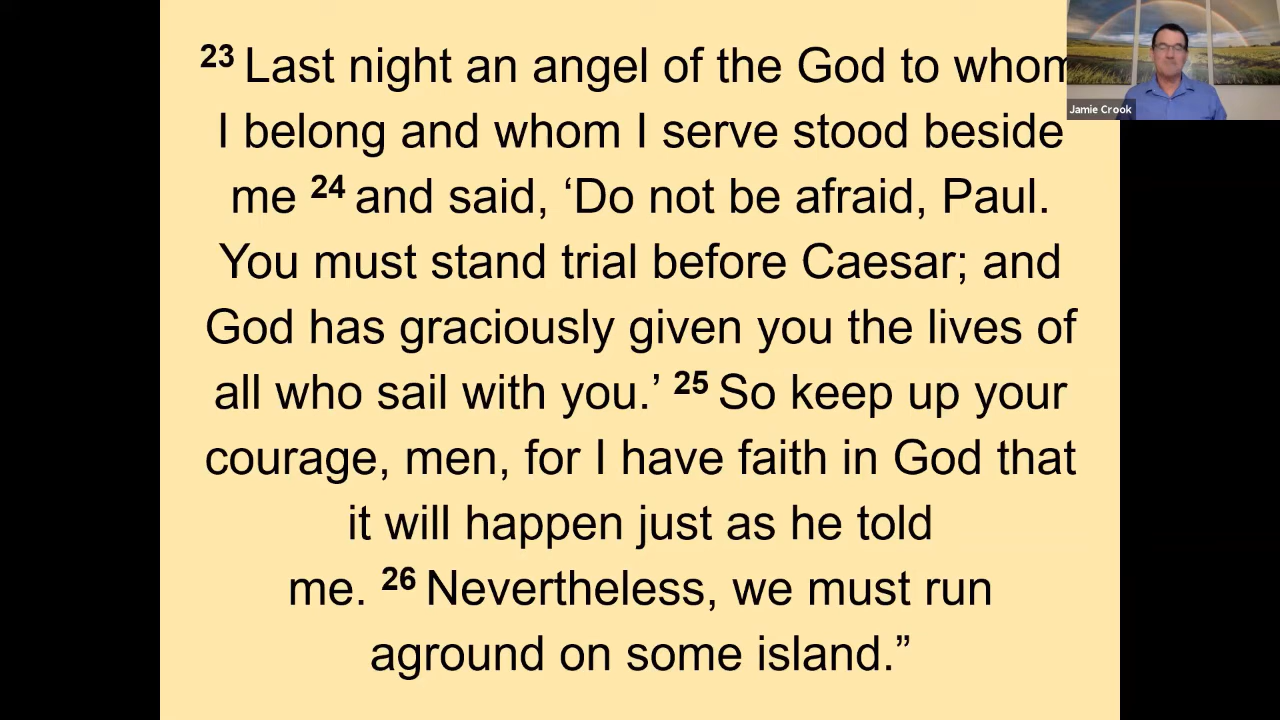 23 Last night an angel of the God to whom
I belong and whom I serve stood beside
me 24 and said, ‘Do not be afraid, Paul.
You must stand trial before Caesar; and
God has graciously given you the lives of
all who sail with you.’ 25 So keep up your
courage, men, for I have faith in God that
it will happen just as he told
me. 26 Nevertheless, we must run
aground on some island.”
Jamie Crook